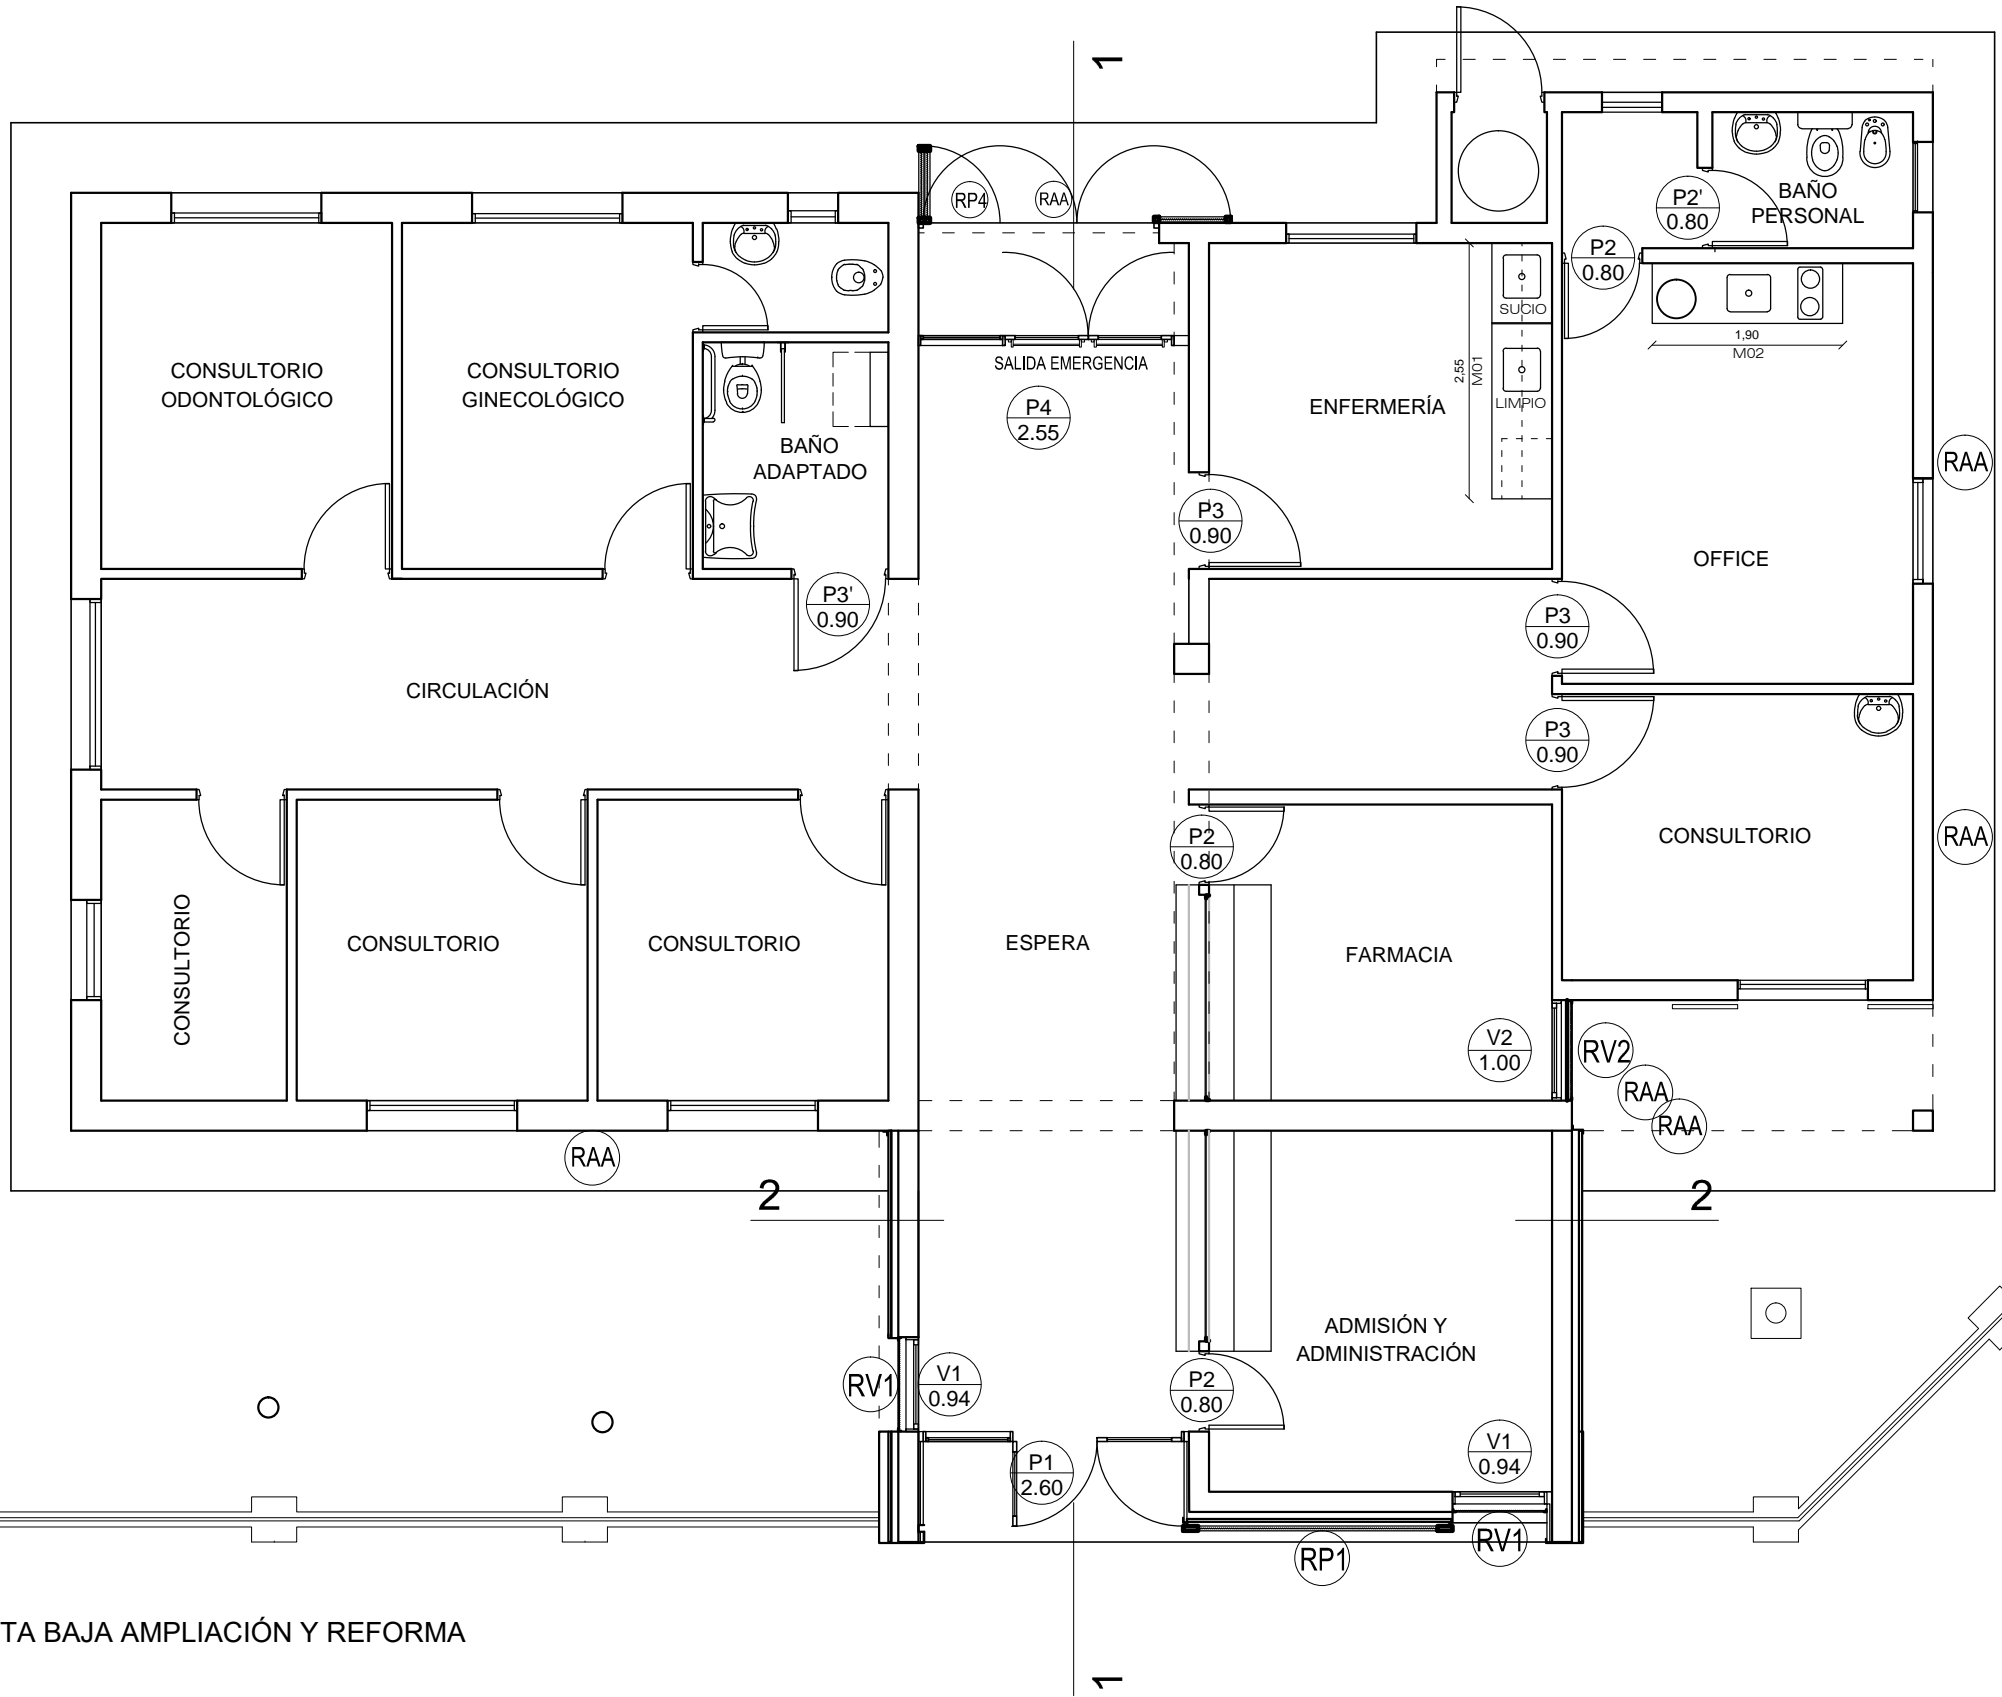 1
RP4
RAA
P2'
0.80
BAÑO
PERSONAL
P2
0.80
SUCIO
1,90
M02
SALIDA EMERGENCIA
CONSULTORIO
ODONTOLÓGICO
CONSULTORIO
GINECOLÓGICO
2,55
M01
LIMPIO
P4
2.55
ENFERMERÍA
BAÑO
ADAPTADO
RAA
P3
0.90
OFFICE
P3'
0.90
P3
0.90
CIRCULACIÓN
P3
0.90
P2
0.80
CONSULTORIO
RAA
CONSULTORIO
CONSULTORIO
CONSULTORIO
ESPERA
FARMACIA
V2
1.00
RV2
RAA
RAA
RAA
2
2
ADMISIÓN Y
ADMINISTRACIÓN
RV1
V1
0.94
P2
0.80
V1
0.94
P1
2.60
RV1
RP1
TA BAJA AMPLIACIÓN Y REFORMA
1